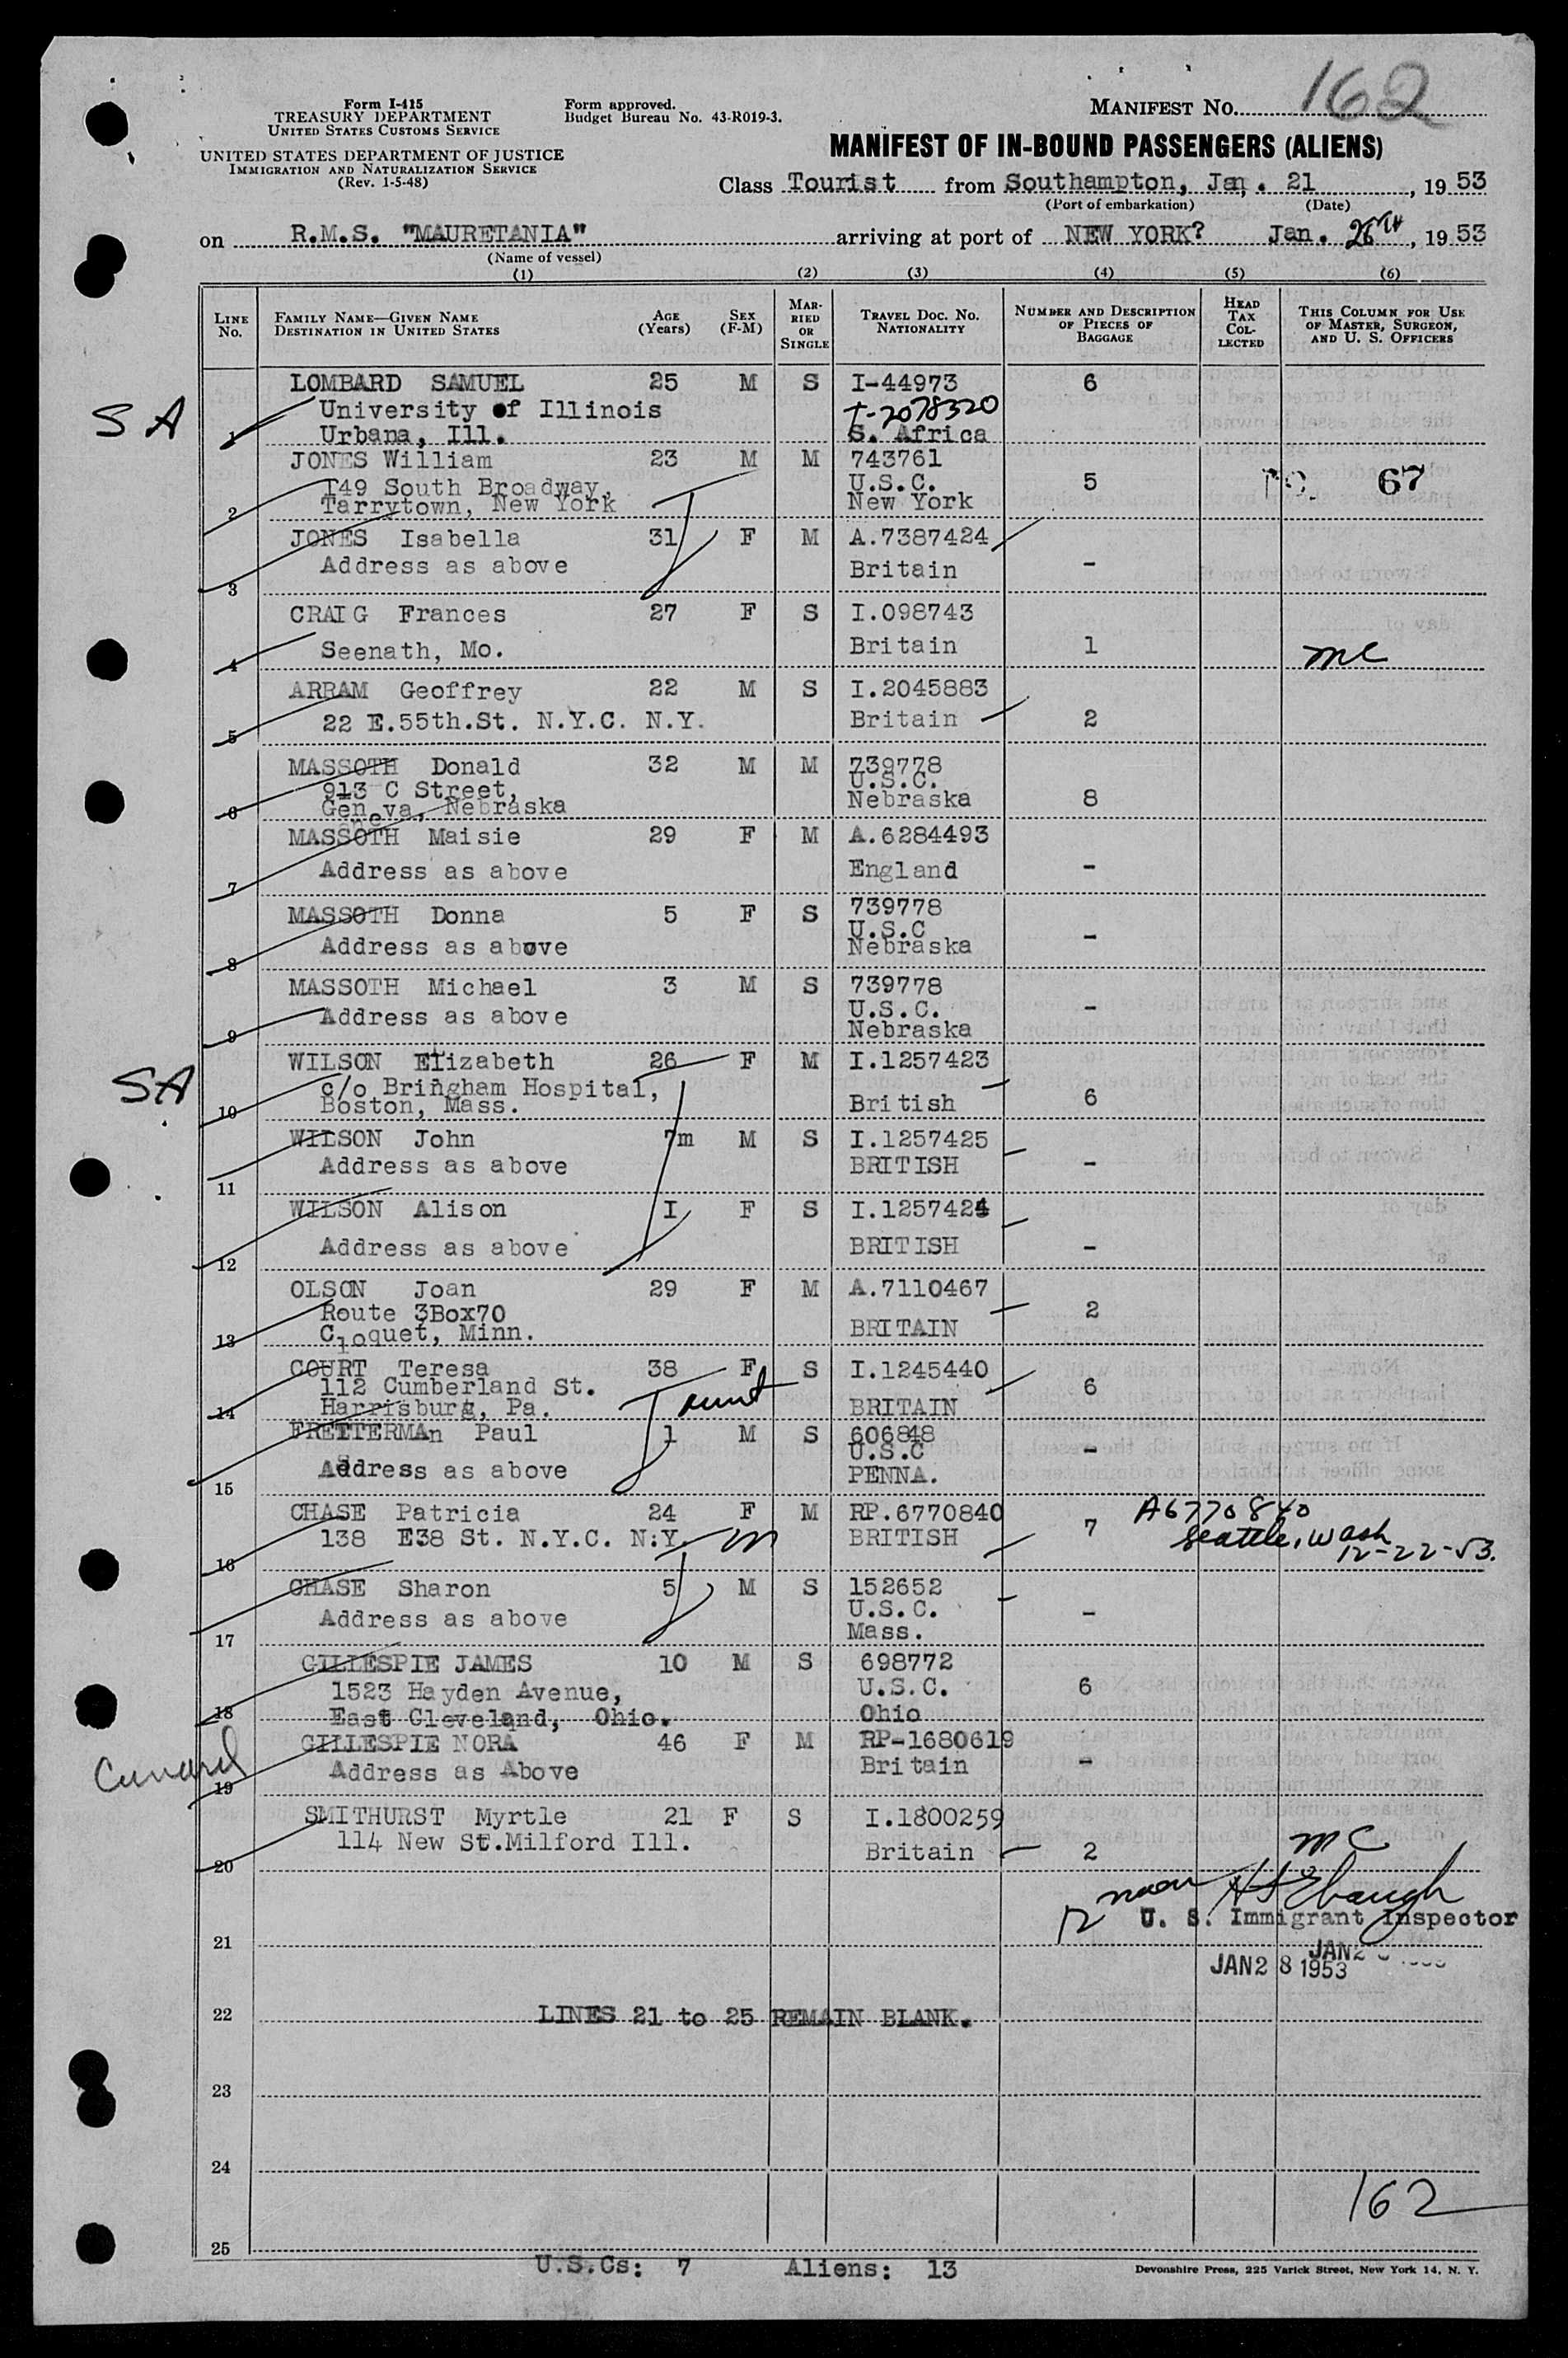 162
Form I-415
TREASURY DEPARTMENT
UNITED STATES CUSTOMS SERVICE
Form approved.
Budget Bureau No. 43-R019-3.
MANIFEST NO.
UNITED STATES DEPARTMENT OF JUSTICE
IMMIGRATION AND NATURALIZATION SERVICE
(Rev. 1-5-48)
MANIFEST OF IN-BOUND PASSENGERS (ALIENS)
Class Tourist from Southampton, Jan. 21, 19 53
(Port of embarkation) (Date)
on R.M.S. "MAURETANIA" arriving at port of NEW YORK? Jan. 28TH, 19 53
(Name of vessel)
(1) (2) (3) (4) (5) (6)
LINE No. FAMILY NAME—GIVEN NAME DESTINATION IN UNITED STATES AGE (Years) SEX (F-M) MARRIED OR SINGLE TRAVEL DOC. NO. NATIONALITY NUMBER AND DESCRIPTION OF PIECES OF BAGGAGE HEAD TAX COLLECTED THIS COLUMN FOR USE OF MASTER, SURGEON, AND U. S. OFFICERS
LOMBARD SAMUEL 25 M S I-44973 6
SA University of Illinois T-2078320
1 Urbana, Ill. S. Africa
JONES William 23 M M 743761
149 South Broadway, U.S.C. 5 NO. 67
2 Tarrytown, New York New York
JONES Isabella 31 F M A.7387424
3 Address as above Britain -
CRAIG Frances 27 F S I.098743
4 Seenath, Mo. Britain 1 mc
ARRAM Geoffrey 22 M S I.2045883
5 22 E.55th.St. N.Y.C. N.Y. Britain 2
MASSOTH Donald 32 M M 739778
913 C Street, U.S.C.
6 Geneva, Nebraska Nebraska 8
MASSOTH Maisie 29 F M A.6284493
7 Address as above England -
MASSOTH Donna 5 F S 739778
U.S.C
8 Address as above Nebraska -
MASSOTH Michael 3 M S 739778
Address as above U.S.C. -
9 Nebraska
WILSON Elizabeth 26 F M I.1257423
SA c/o Bringham Hospital,
10 Boston, Mass. British 6
WILSON John 7m M S I.1257425
11 Address as above BRITISH -
WILSON Alison I F S I.1257424
12 Address as above BRITISH -
OLSON Joan 29 F M A.7110467
Route 3Box70 2
13 Cloquet, Minn. BRITAIN
COURT Teresa 38 F S I.1245440
112 Cumberland St. aunt 6
14 Harrisburg, Pa. BRITAIN
FRETTERMAn Paul 1 M S 606848
U.S.C -
15 Address as above PENNA.
CHASE Patricia 24 F M RP.6770840 A6770840
16 138 E38 St. N.Y.C. N:Y. m BRITISH 7 Seattle, Wash
12-22-53.
CHASE Sharon 5 M S 152652
Address as above U.S.C. -
17 Mass.
GILLESPIE JAMES 10 M S 698772
1523 Hayden Avenue, U.S.C. 6
18 East Cleveland, Ohio. Ohio
GILLESPIE NORA 46 F M RP-1680619
Cunard 19 Address as Above Britain -
SMITHURST Myrtle 21 F S I.1800259
20 114 New St.Milford Ill. Britain 2 mc
12 noon
U. S. Immigrant Inspector
21
JAN 28 1953
JAN 2
22 LINES 21 to 25 REMAIN BLANK.
23
24
162
25
U.S.Cs: 7 Aliens: 13
Devonshire Press, 225 Varick Street, New York 14, N. Y.